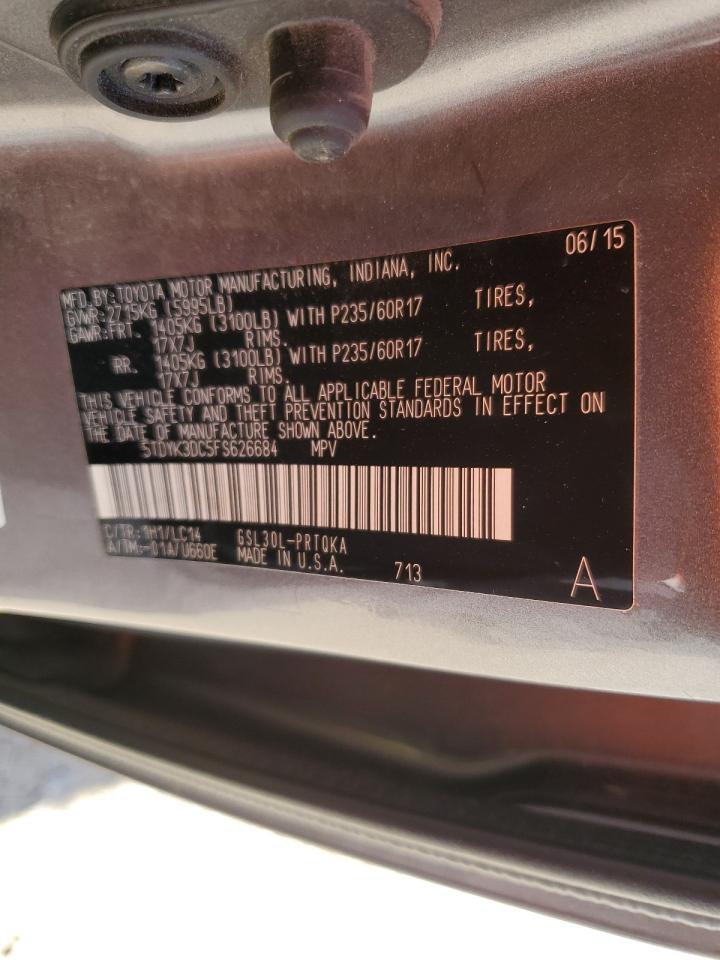 06/15
MFD.BY:TOYOTA MOTOR MANUFACTURING, INDIANA, INC.
GVWR:2715KG (5995LB)
GAWR:FRT. 1405KG (3100LB) WITH P235/60R17 TIRES,
17X7J RIMS.
RR. 1405KG (3100LB) WITH P235/60R17 TIRES,
17X7J RIMS.
THIS VEHICLE CONFORMS TO ALL APPLICABLE FEDERAL MOTOR
VEHICLE SAFETY AND THEFT PREVENTION STANDARDS IN EFFECT ON
THE DATE OF MANUFACTURE SHOWN ABOVE.
5TDYK3DC5FS626684 MPV
C/TR:1H1/LC14 GSL30L-PRTQKA
A/TM:-01A/U660E MADE IN U.S.A. 713 A